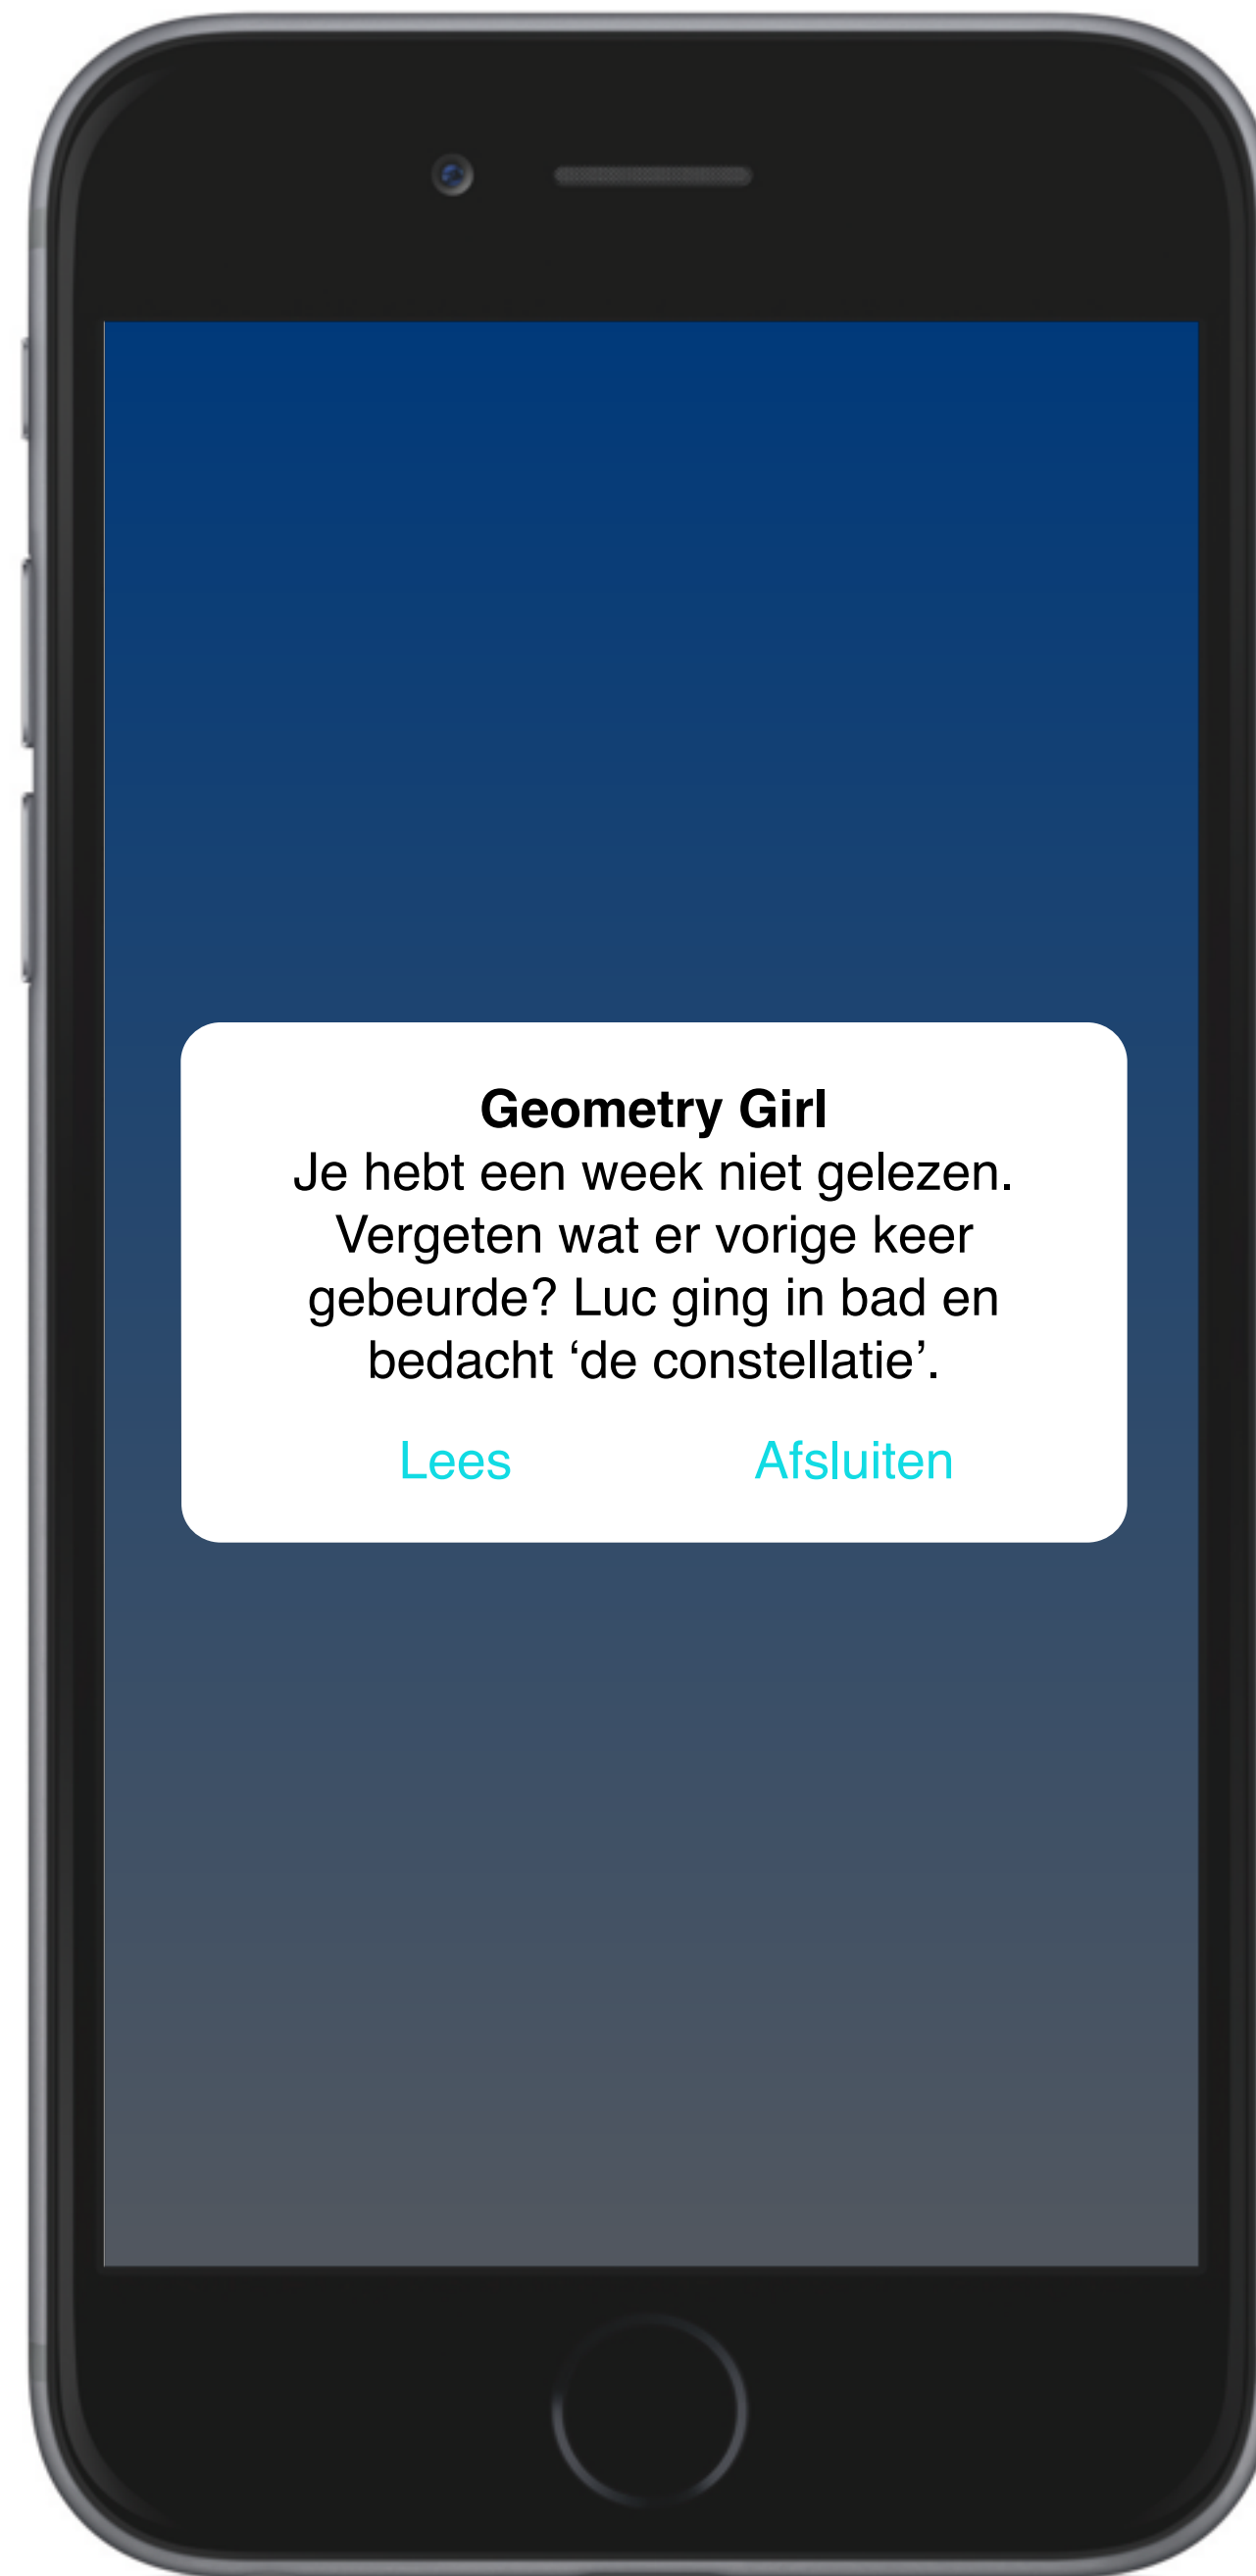 Geometry Girl
Je hebt een week niet gelezen.
Vergeten wat er vorige keer
gebeurde? Luc ging in bad en
bedacht ‘de constellatie’.
Lees Afsluiten